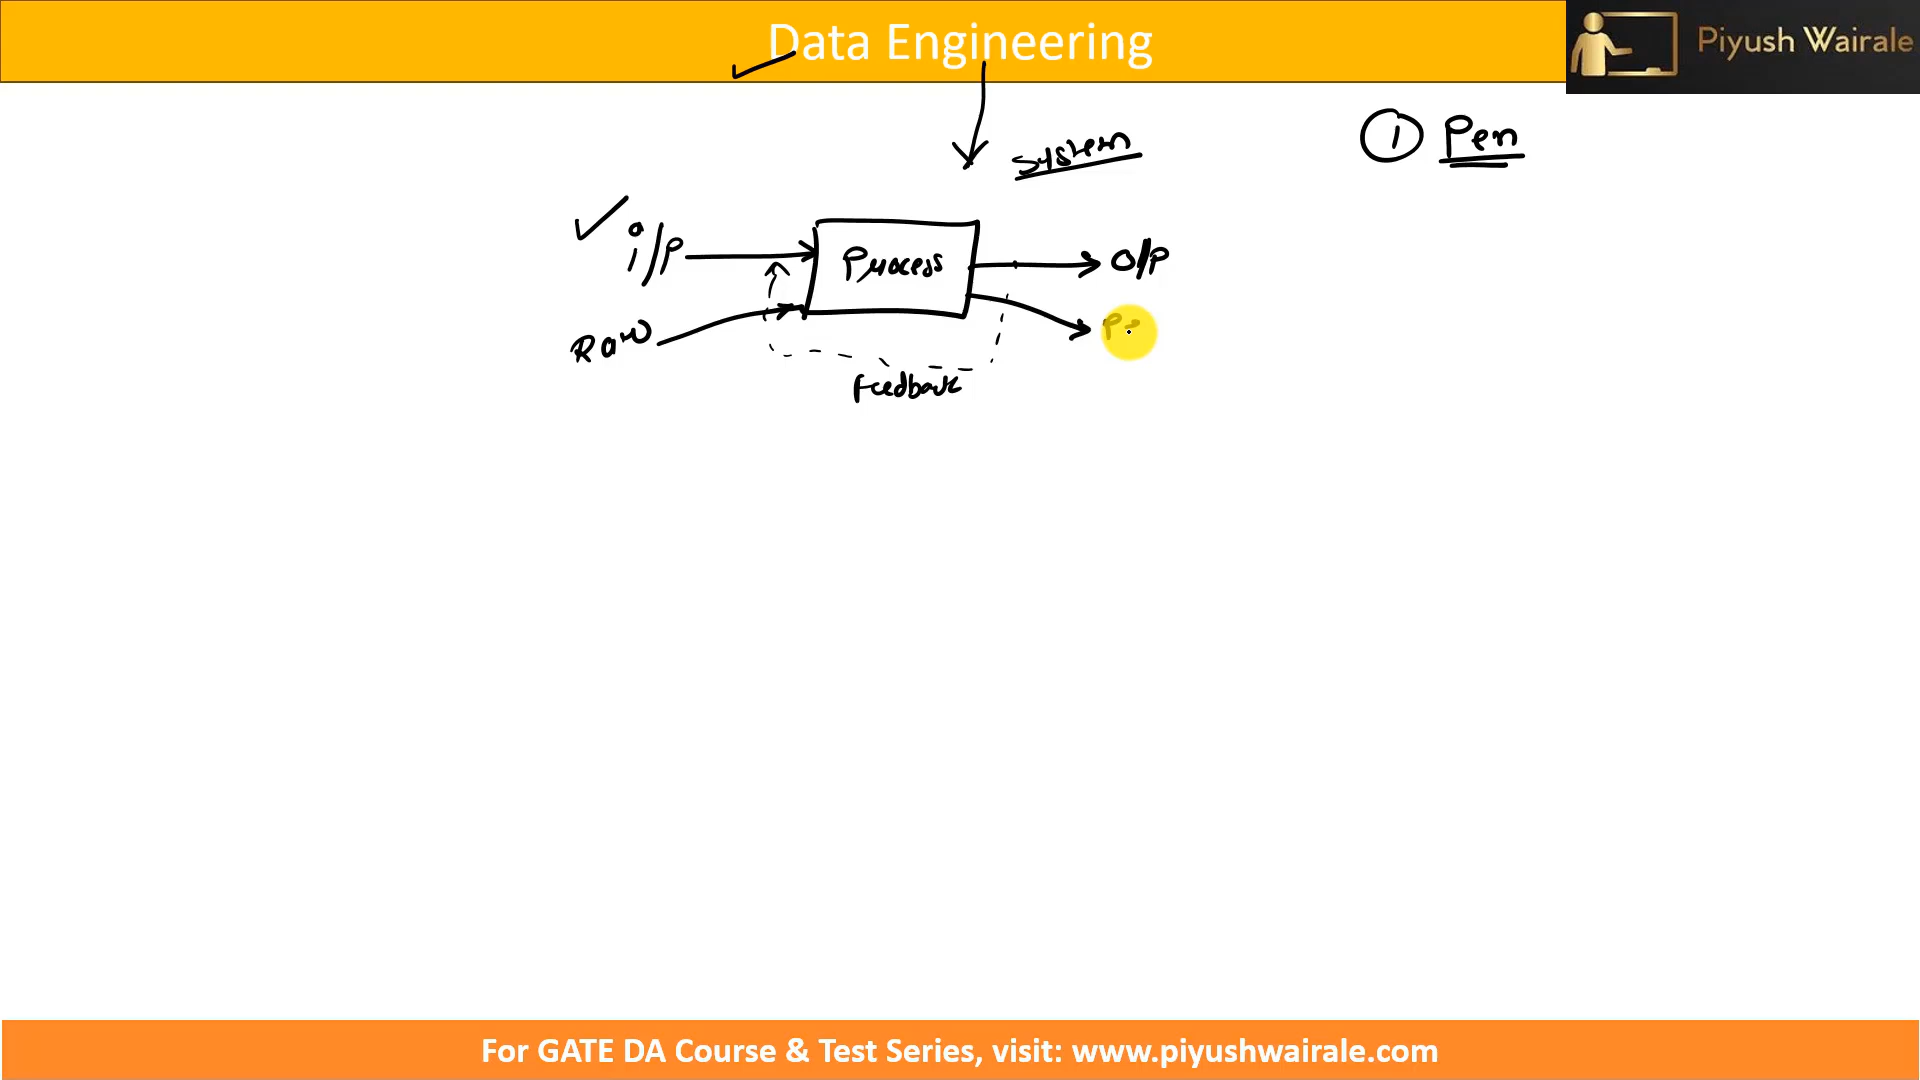 Data Engineering
Piyush Wairale
① Pen
System
i/P
Process
O/P
Raw
Feedback
For GATE DA Course & Test Series, visit: www.piyushwairale.com